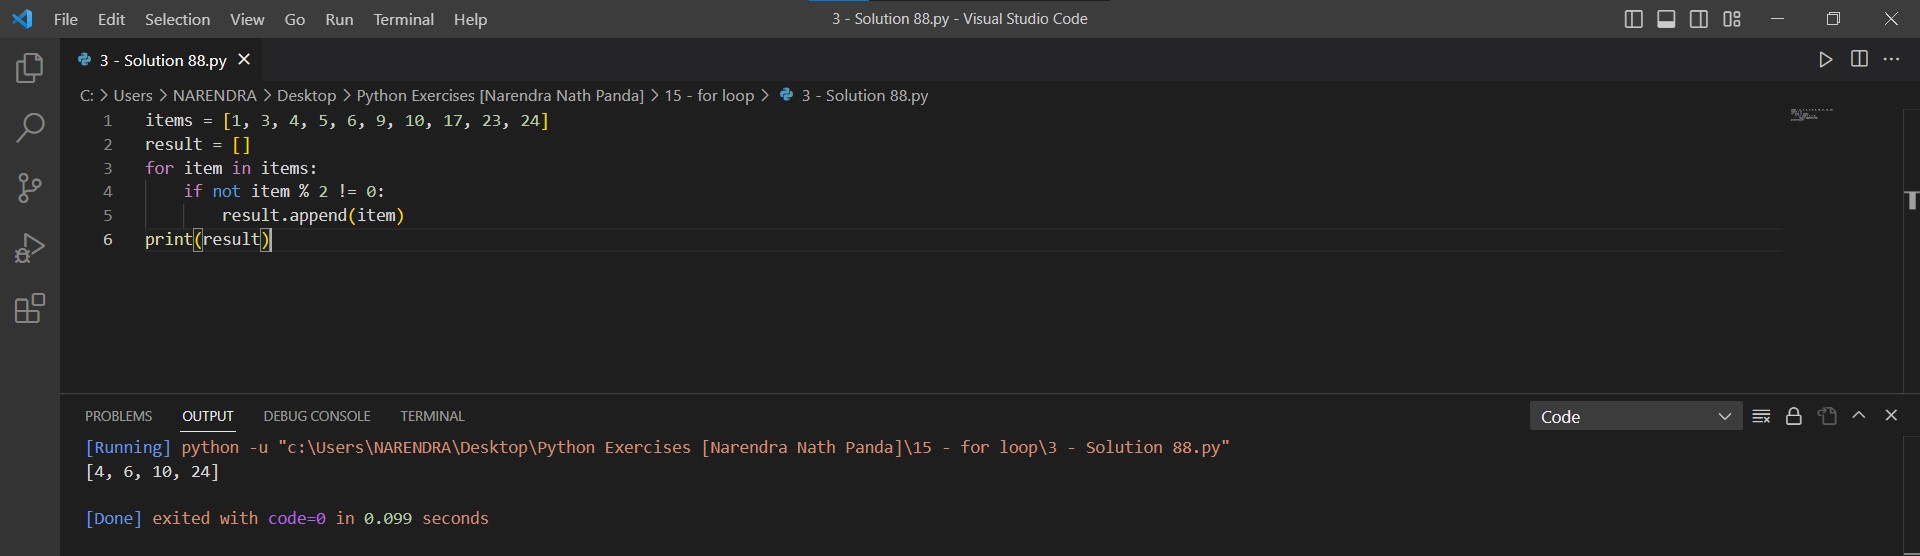 File Edit Selection View Go Run Terminal Help 3 - Solution 88.py - Visual Studio Code
3 - Solution 88.py
C: > Users > NARENDRA > Desktop > Python Exercises [Narendra Nath Panda] > 15 - for loop > 3 - Solution 88.py
1 items = [1, 3, 4, 5, 6, 9, 10, 17, 23, 24]
2 result = []
3 for item in items:
4     if not item % 2 != 0:
5         result.append(item)
6 print(result)
PROBLEMS OUTPUT DEBUG CONSOLE TERMINAL Code
[Running] python -u "c:\Users\NARENDRA\Desktop\Python Exercises [Narendra Nath Panda]\15 - for loop\3 - Solution 88.py"
[4, 6, 10, 24]
[Done] exited with code=0 in 0.099 seconds